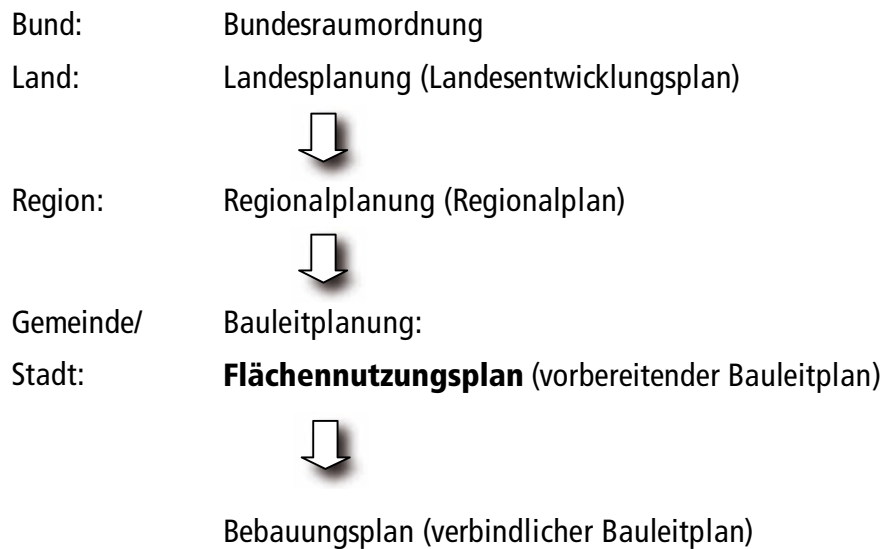 Bund: Bundesraumordnung
Land: Landesplanung (Landesentwicklungsplan)
Region: Regionalplanung (Regionalplan)
Gemeinde/ Bauleitplanung:
Stadt: Flächennutzungsplan (vorbereitender Bauleitplan)
Bebauungsplan (verbindlicher Bauleitplan)